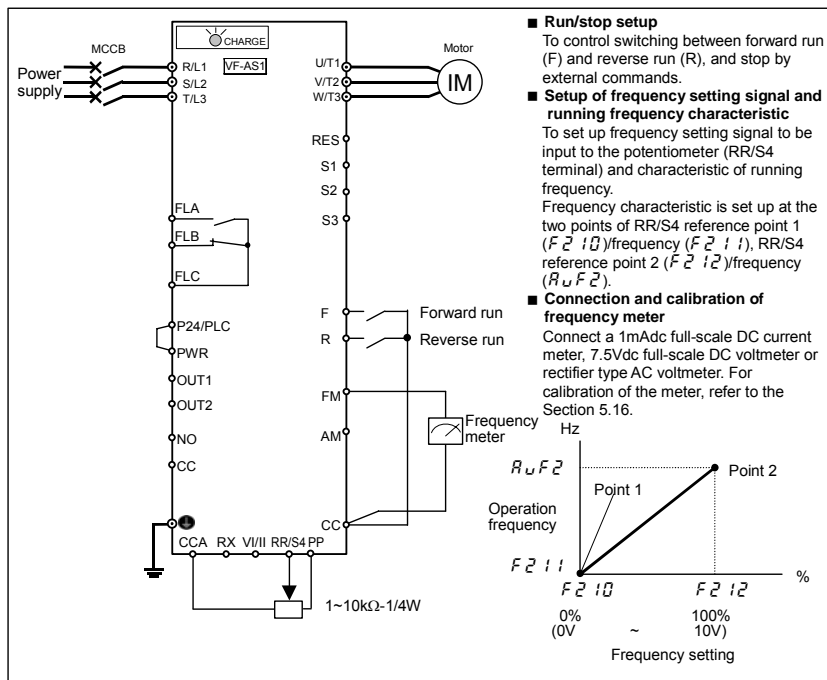 CHARGE
VF-AS1
MCCB
Power
supply
R/L1
S/L2
T/L3
U/T1
V/T2
W/T3
Motor
IM
RES
S1
S2
S3
FLA
FLB
FLC
P24/PLC
PWR
OUT1
OUT2
NO
CC
F
Forward run
R
Reverse run
FM
AM
Frequency
meter
CC
CCA RX VI/II RR/S4 PP
1~10kΩ-1/4W
■ Run/stop setup
To control switching between forward run
(F) and reverse run (R), and stop by
external commands.
■ Setup of frequency setting signal and
running frequency characteristic
To set up frequency setting signal to be
input to the potentiometer (RR/S4
terminal) and characteristic of running
frequency.
Frequency characteristic is set up at the
two points of RR/S4 reference point 1
(F210)/frequency (F211), RR/S4
reference point 2 (F212)/frequency
(AuF2).
■ Connection and calibration of
frequency meter
Connect a 1mAdc full-scale DC current
meter, 7.5Vdc full-scale DC voltmeter or
rectifier type AC voltmeter. For
calibration of the meter, refer to the
Section 5.16.
Hz
AuF2
Point 2
Point 1
Operation
frequency
F211
%
F210 F212
0% 100%
(0V ~ 10V)
Frequency setting